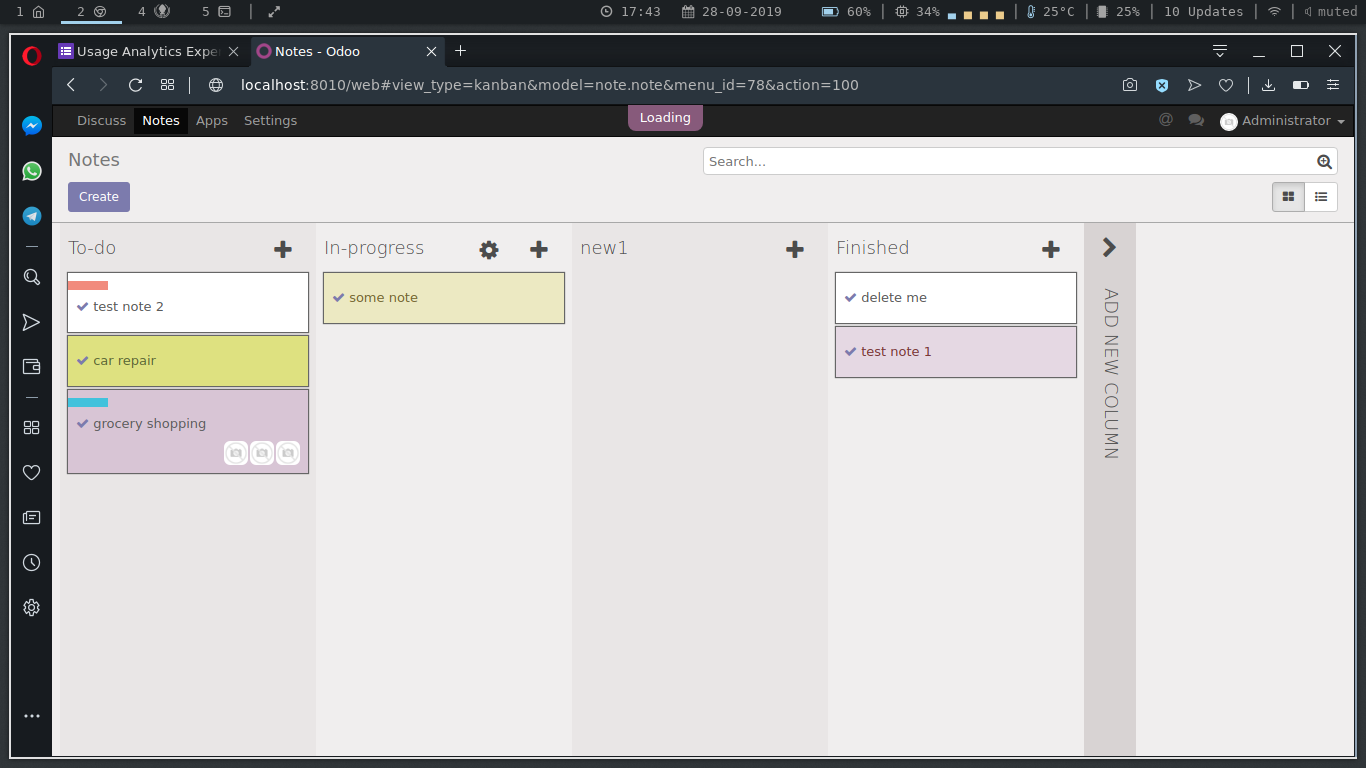 1 2 4 5 17:43 28-09-2019 60% 34% 25°C 25% 10 Updates muted
Usage Analytics Expe Notes - Odoo
localhost:8010/web#view_type=kanban&model=note.note&menu_id=78&action=100
Discuss Notes Apps Settings Loading @ Administrator
Notes Search...
Create
To-do In-progress new1 Finished
test note 2
car repair
grocery shopping
some note
delete me
test note 1
ADD NEW COLUMN